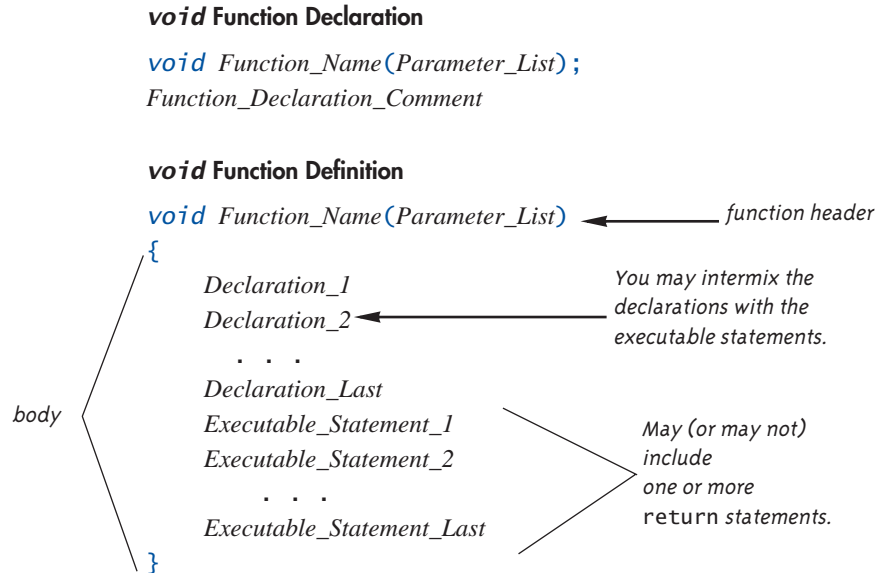 void Function Declaration
void Function_Name(Parameter_List);
Function_Declaration_Comment
void Function Definition
void Function_Name(Parameter_List)
function header
{
Declaration_1
Declaration_2
You may intermix the
declarations with the
executable statements.
. . .
Declaration_Last
body
Executable_Statement_1
Executable_Statement_2
. . .
Executable_Statement_Last
May (or may not)
include
one or more
return statements.
}